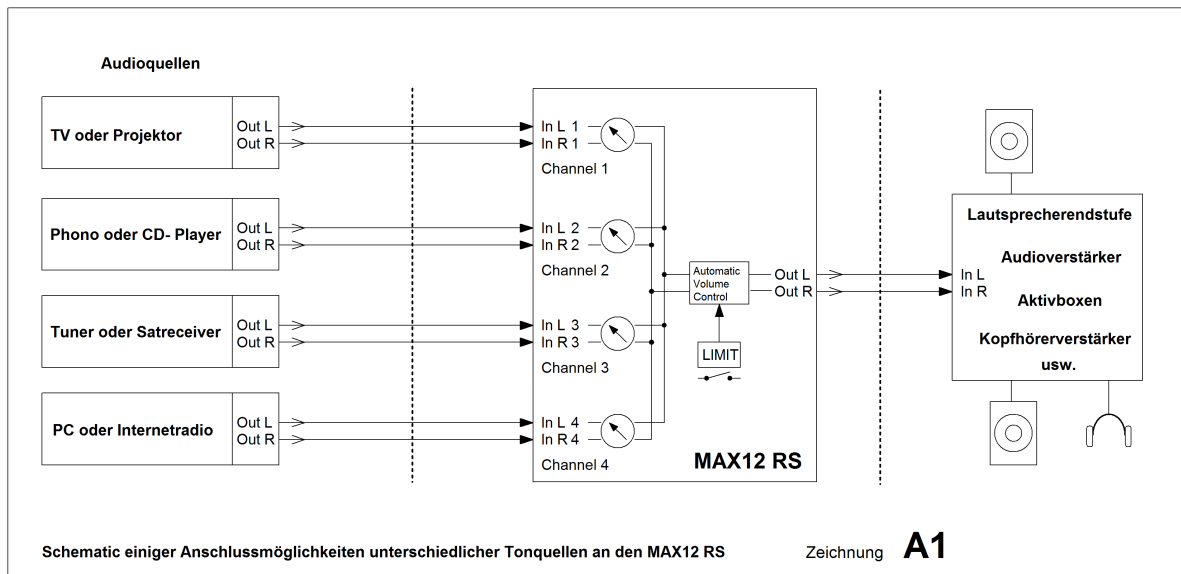 Audioquellen
TV oder Projektor
Out L
Out R
In L 1
In R 1
Channel 1
Phono oder CD- Player
Out L
Out R
In L 2
In R 2
Channel 2
Tuner oder Satreceiver
Out L
Out R
In L 3
In R 3
Channel 3
PC oder Internetradio
Out L
Out R
In L 4
In R 4
Channel 4
Automatic
Volume
Control
Out L
Out R
LIMIT
MAX12 RS
Lautsprecherendstufe
Audioverstärker
In L
In R
Aktivboxen
Kopfhörerverstärker
usw.
Schematic einiger Anschlussmöglichkeiten unterschiedlicher Tonquellen an den MAX12 RS
Zeichnung A1